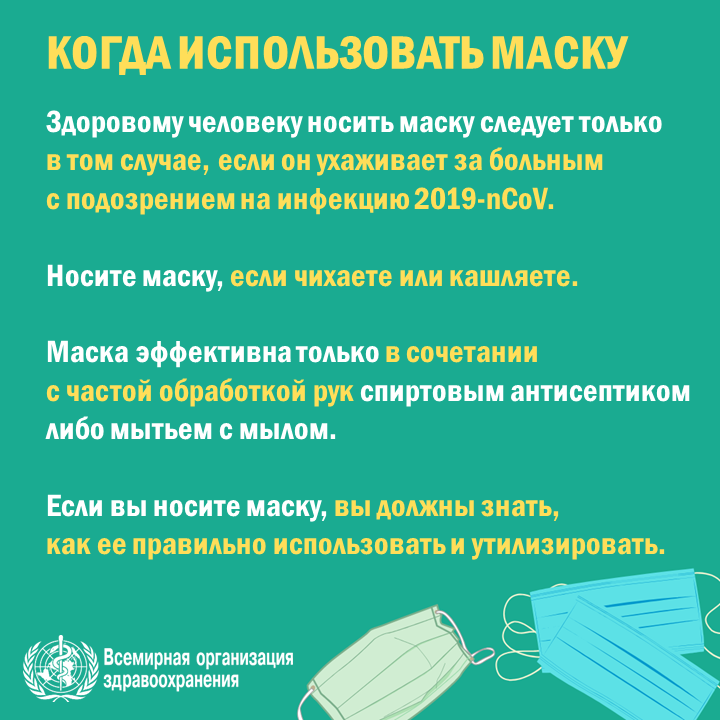 КОГДА ИСПОЛЬЗОВАТЬ МАСКУ
Здоровому человеку носить маску следует только
в том случае, если он ухаживает за больным
с подозрением на инфекцию 2019-nCoV.
Носите маску, если чихаете или кашляете.
Маска эффективна только в сочетании
с частой обработкой рук спиртовым антисептиком
либо мытьем с мылом.
Если вы носите маску, вы должны знать,
как ее правильно использовать и утилизировать.
Всемирная организация
здравоохранения